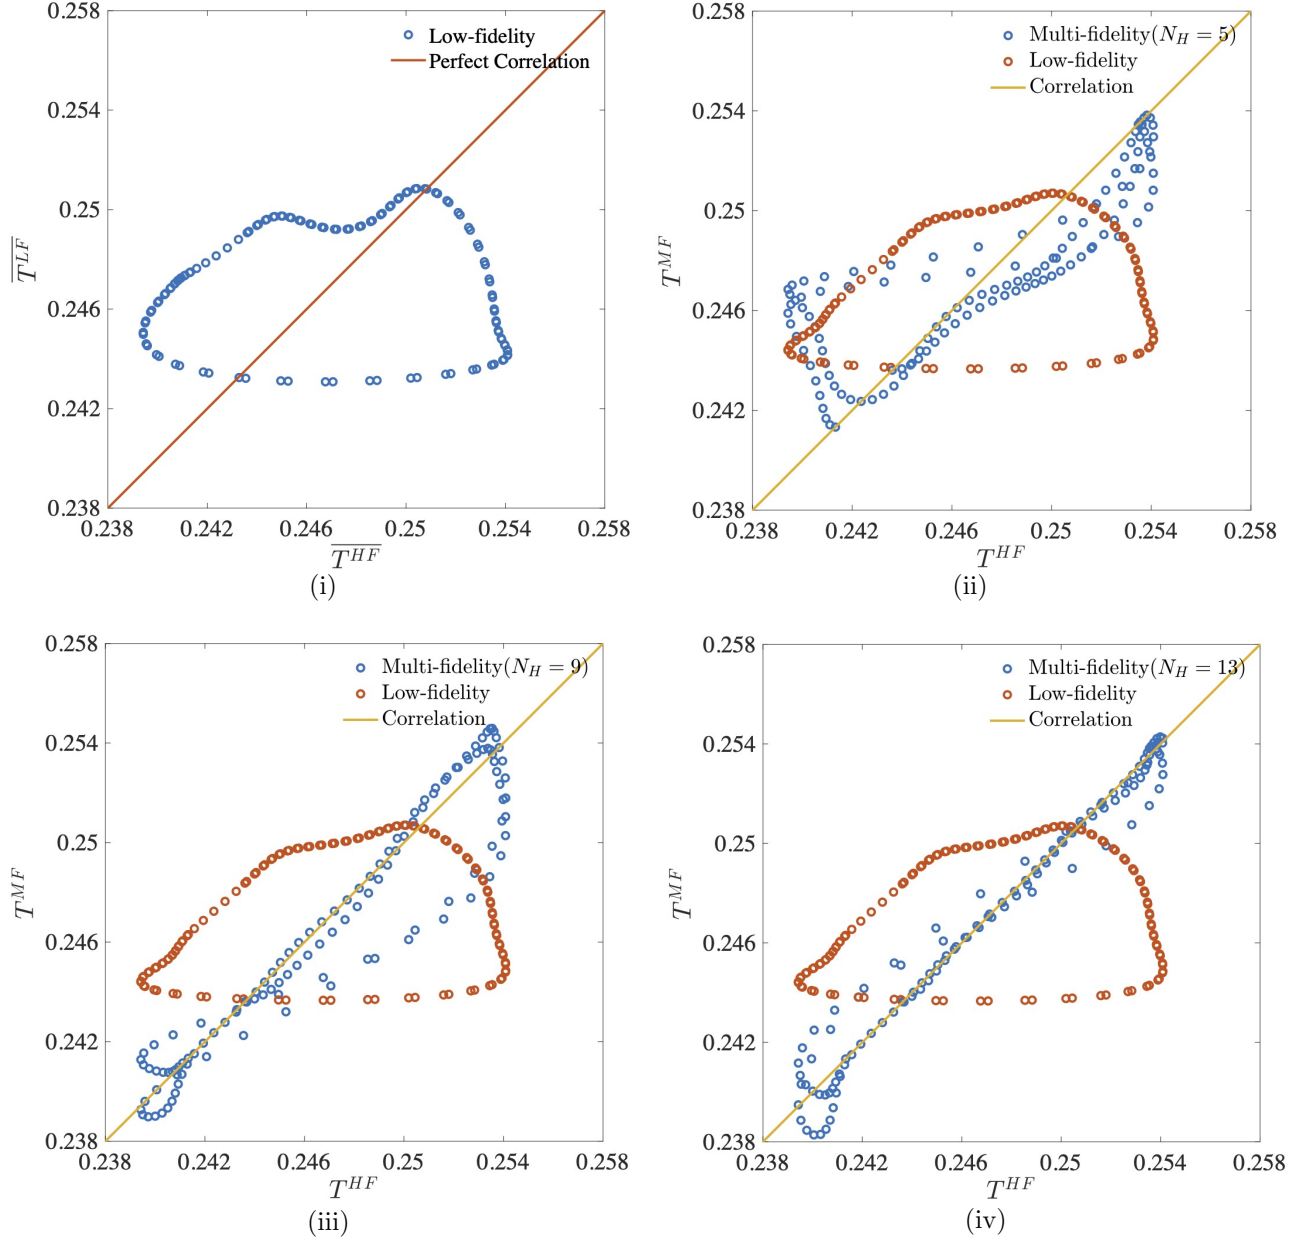 0.258
0.254
0.25
0.246
0.242
0.238
0.238 0.242 0.246 0.25 0.254 0.258
Low-fidelity
Perfect Correlation
$\overline{T^{LF}}$
$\overline{T^{HF}}$
(i)
0.258
0.254
0.25
0.246
0.242
0.238
0.238 0.242 0.246 0.25 0.254 0.258
Multi-fidelity($N_H = 5$)
Low-fidelity
Correlation
$T^{MF}$
$T^{HF}$
(ii)
0.258
0.254
0.25
0.246
0.242
0.238
0.238 0.242 0.246 0.25 0.254 0.258
Multi-fidelity($N_H = 9$)
Low-fidelity
Correlation
$T^{MF}$
$T^{HF}$
(iii)
0.258
0.254
0.25
0.246
0.242
0.238
0.238 0.242 0.246 0.25 0.254 0.258
Multi-fidelity($N_H = 13$)
Low-fidelity
Correlation
$T^{MF}$
$T^{HF}$
(iv)